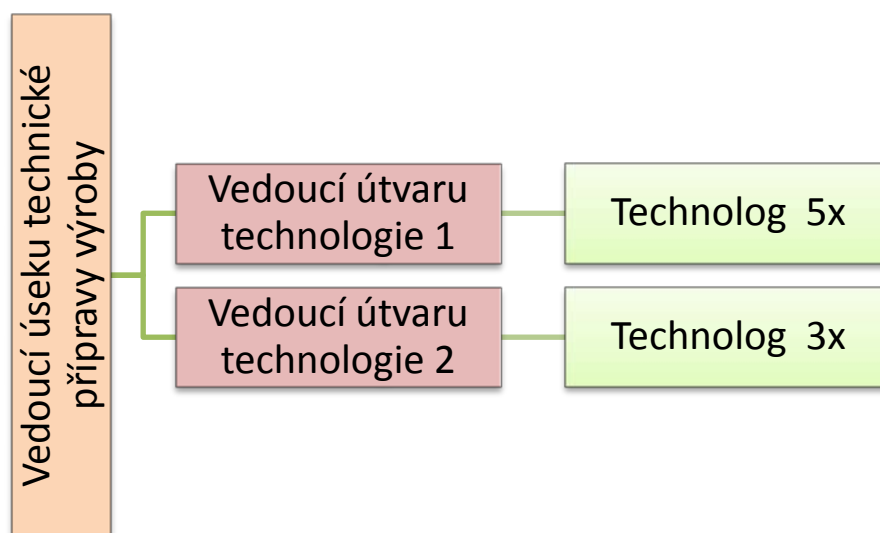 Vedoucí úseku technické
přípravy výroby
Vedoucí útvaru
technologie 1
Technolog 5x
Vedoucí útvaru
technologie 2
Technolog 3x